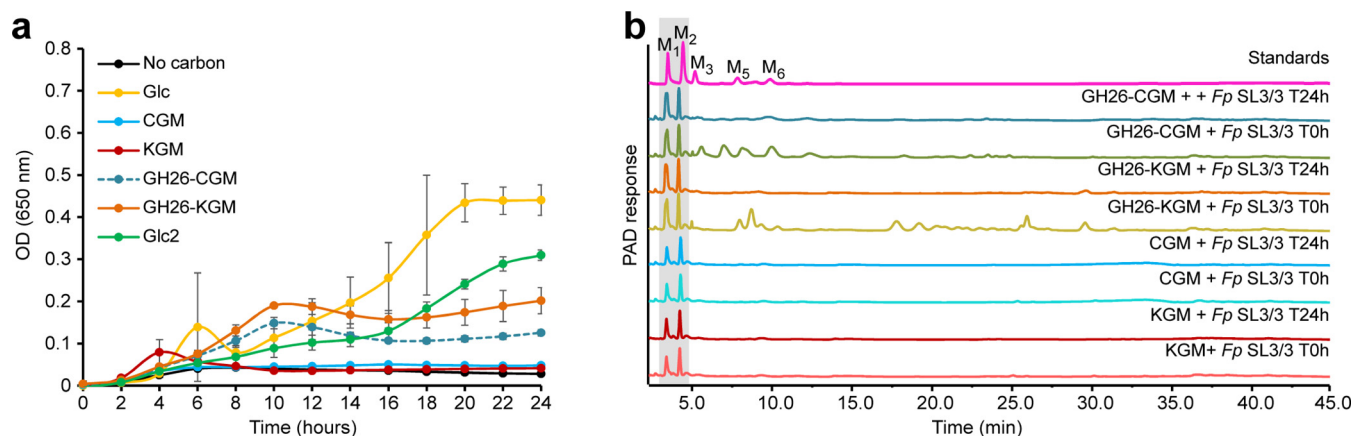 a
0.8
0.7
0.6
0.5
0.4
0.3
0.2
0.1
0
OD (650 nm)
No carbon
Glc
CGM
KGM
GH26-CGM
GH26-KGM
Glc2
0 2 4 6 8 10 12 14 16 18 20 22 24
Time (hours)
b
PAD response
M1 M2 M3 M5 M6
Standards
GH26-CGM + + Fp SL3/3 T24h
GH26-CGM + Fp SL3/3 T0h
GH26-KGM + Fp SL3/3 T24h
GH26-KGM + Fp SL3/3 T0h
CGM + Fp SL3/3 T24h
CGM + Fp SL3/3 T0h
KGM + Fp SL3/3 T24h
KGM+ Fp SL3/3 T0h
5.0 10.0 15.0 20.0 25.0 30.0 35.0 40.0 45.0
Time (min)